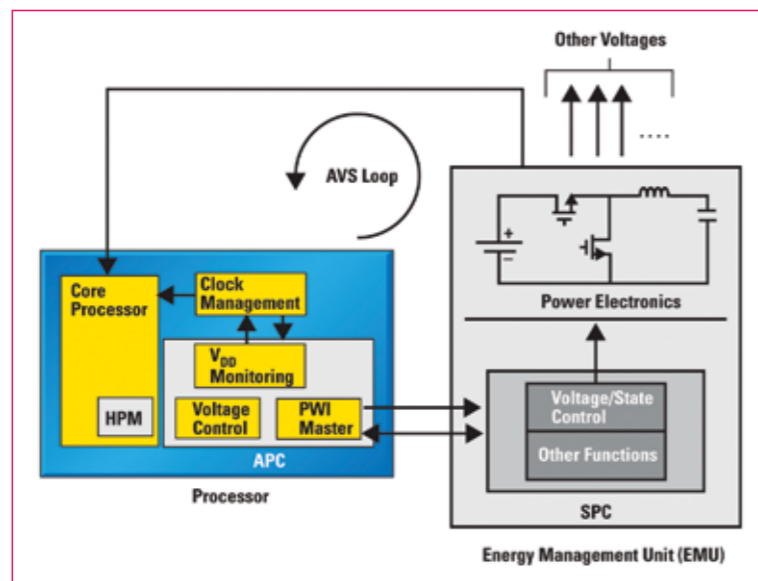 Other Voltages
....
AVS Loop
+
–
Power Electronics
Core
Processor
Clock
Management
V_DD
Monitoring
HPM
Voltage
Control
PWI
Master
APC
Processor
Voltage/State
Control
Other Functions
SPC
Energy Management Unit (EMU)